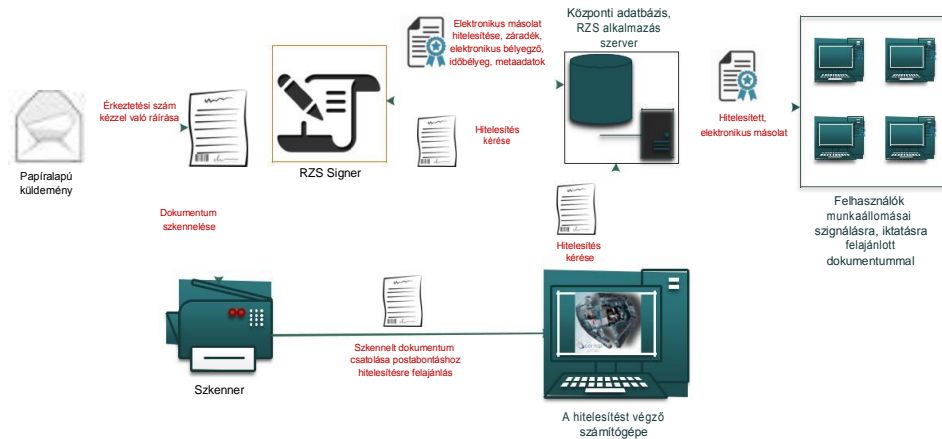 Elektronikus másolat
hitelesítése, záradék,
elektronikus bélyegző,
időbélyeg, metaadatok
Központi adatbázis,
RZS alkalmazás
szerver
Érkeztetési szám
kézzel való ráírása
Hitelesítés
kérése
Hitelesített,
elektronikus másolat
Papíralapú
küldemény
RZS Signer
Dokumentum
szkennelése
Hitelesítés
kérése
Felhasználók
munkaállomásai
szignálásra, iktatásra
felajánlott
dokumentummal
Szkennelt dokumentum
csatolása postabontáshoz
hitelesítésre felajánlás
Szkenner
A hitelesítést végző
számítógépe